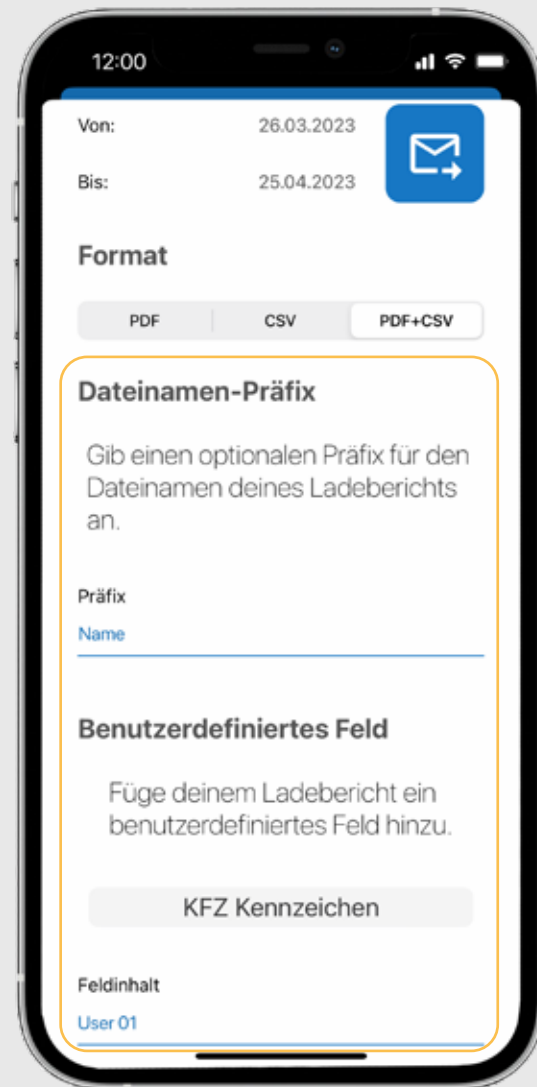 12:00
Von: 26.03.2023
Bis: 25.04.2023
Format
PDF CSV PDF+CSV
Dateinamen-Präfix
Gib einen optionalen Präfix für den
Dateinamen deines Ladeberichts
an.
Präfix
Name
Benutzerdefiniertes Feld
Füge deinem Ladebericht ein
benutzerdefiniertes Feld hinzu.
KFZ Kennzeichen
Feldinhalt
User 01